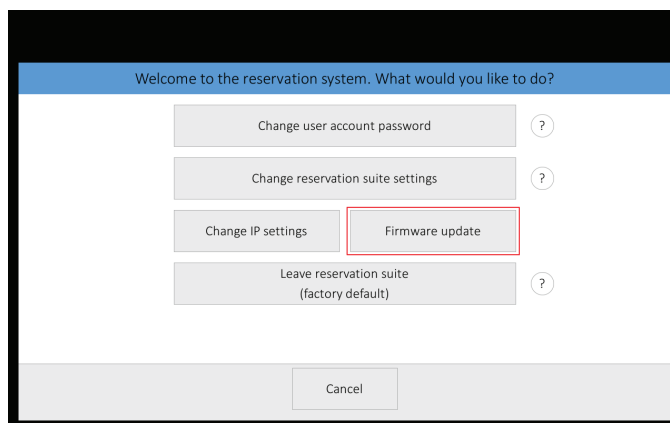 Welcome to the reservation system. What would you like to do?
Change user account password
?
Change reservation suite settings
?
Change IP settings
Firmware update
Leave reservation suite
(factory default)
?
Cancel